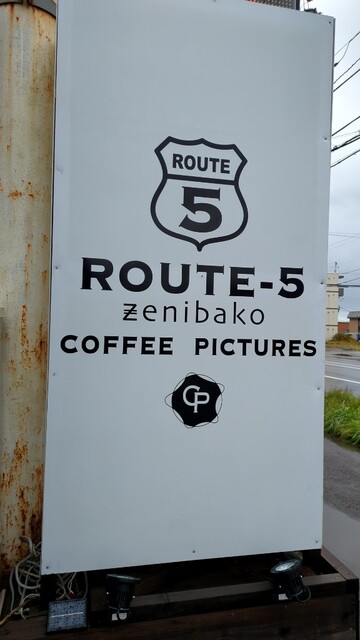 ROUTE
5
ROUTE-5
zenibako
COFFEE PICTURES
CP